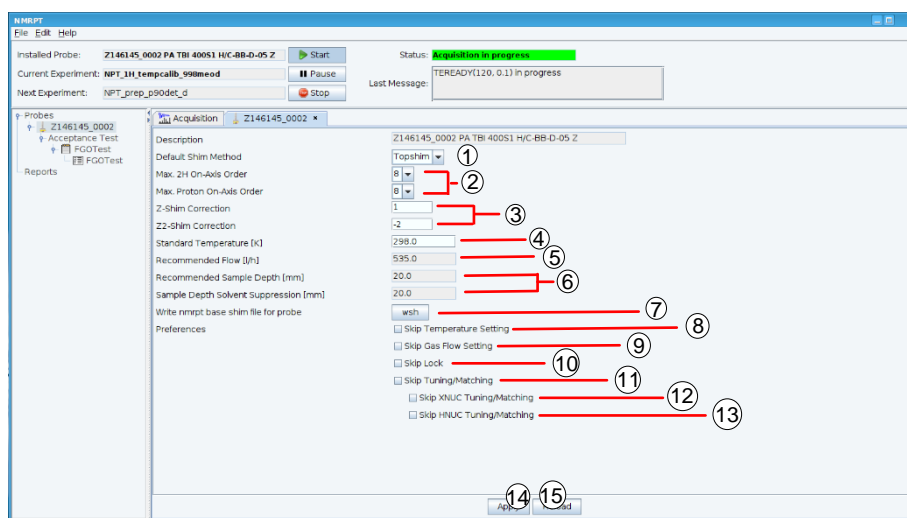 NMRPT
File Edit Help
Installed Probe: Z146145_0002 PA TBI 400S1 H/C-BB-D-05 Z Start Status: Acquisition in progress
Current Experiment: NPT_1H_tempcalib_998meod Pause Last Message: TEREADY(120, 0.1) in progress
Next Experiment: NPT_prep_p90det_d Stop
Probes
Z146145_0002
Acceptance Test
FGOTest
FGOTest
Reports
Acquisition Z146145_0002 ×
Description Z146145_0002 PA TBI 400S1 H/C-BB-D-05 Z
Default Shim Method Topshim 1
Max. 2H On-Axis Order 8 2
Max. Proton On-Axis Order 8
Z-Shim Correction 1 3
Z2-Shim Correction -2
Standard Temperature [K] 298.0 4
Recommended Flow [l/h] 535.0 5
Recommended Sample Depth [mm] 20.0 6
Sample Depth Solvent Suppression [mm] 20.0
Write nmrpt base shim file for probe wsh 7
Preferences Skip Temperature Setting 8
Skip Gas Flow Setting 9
Skip Lock 10
Skip Tuning/Matching 11
Skip XNUC Tuning/Matching 12
Skip HNUC Tuning/Matching 13
14 15